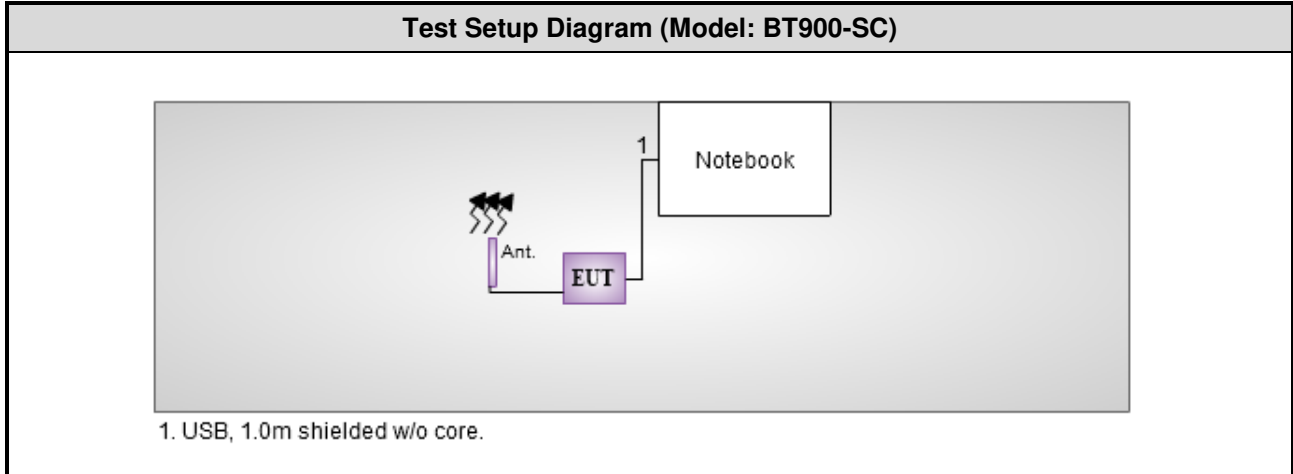 Test Setup Diagram (Model: BT900-SC)
1
Notebook
Ant.
EUT
1. USB, 1.0m shielded w/o core.